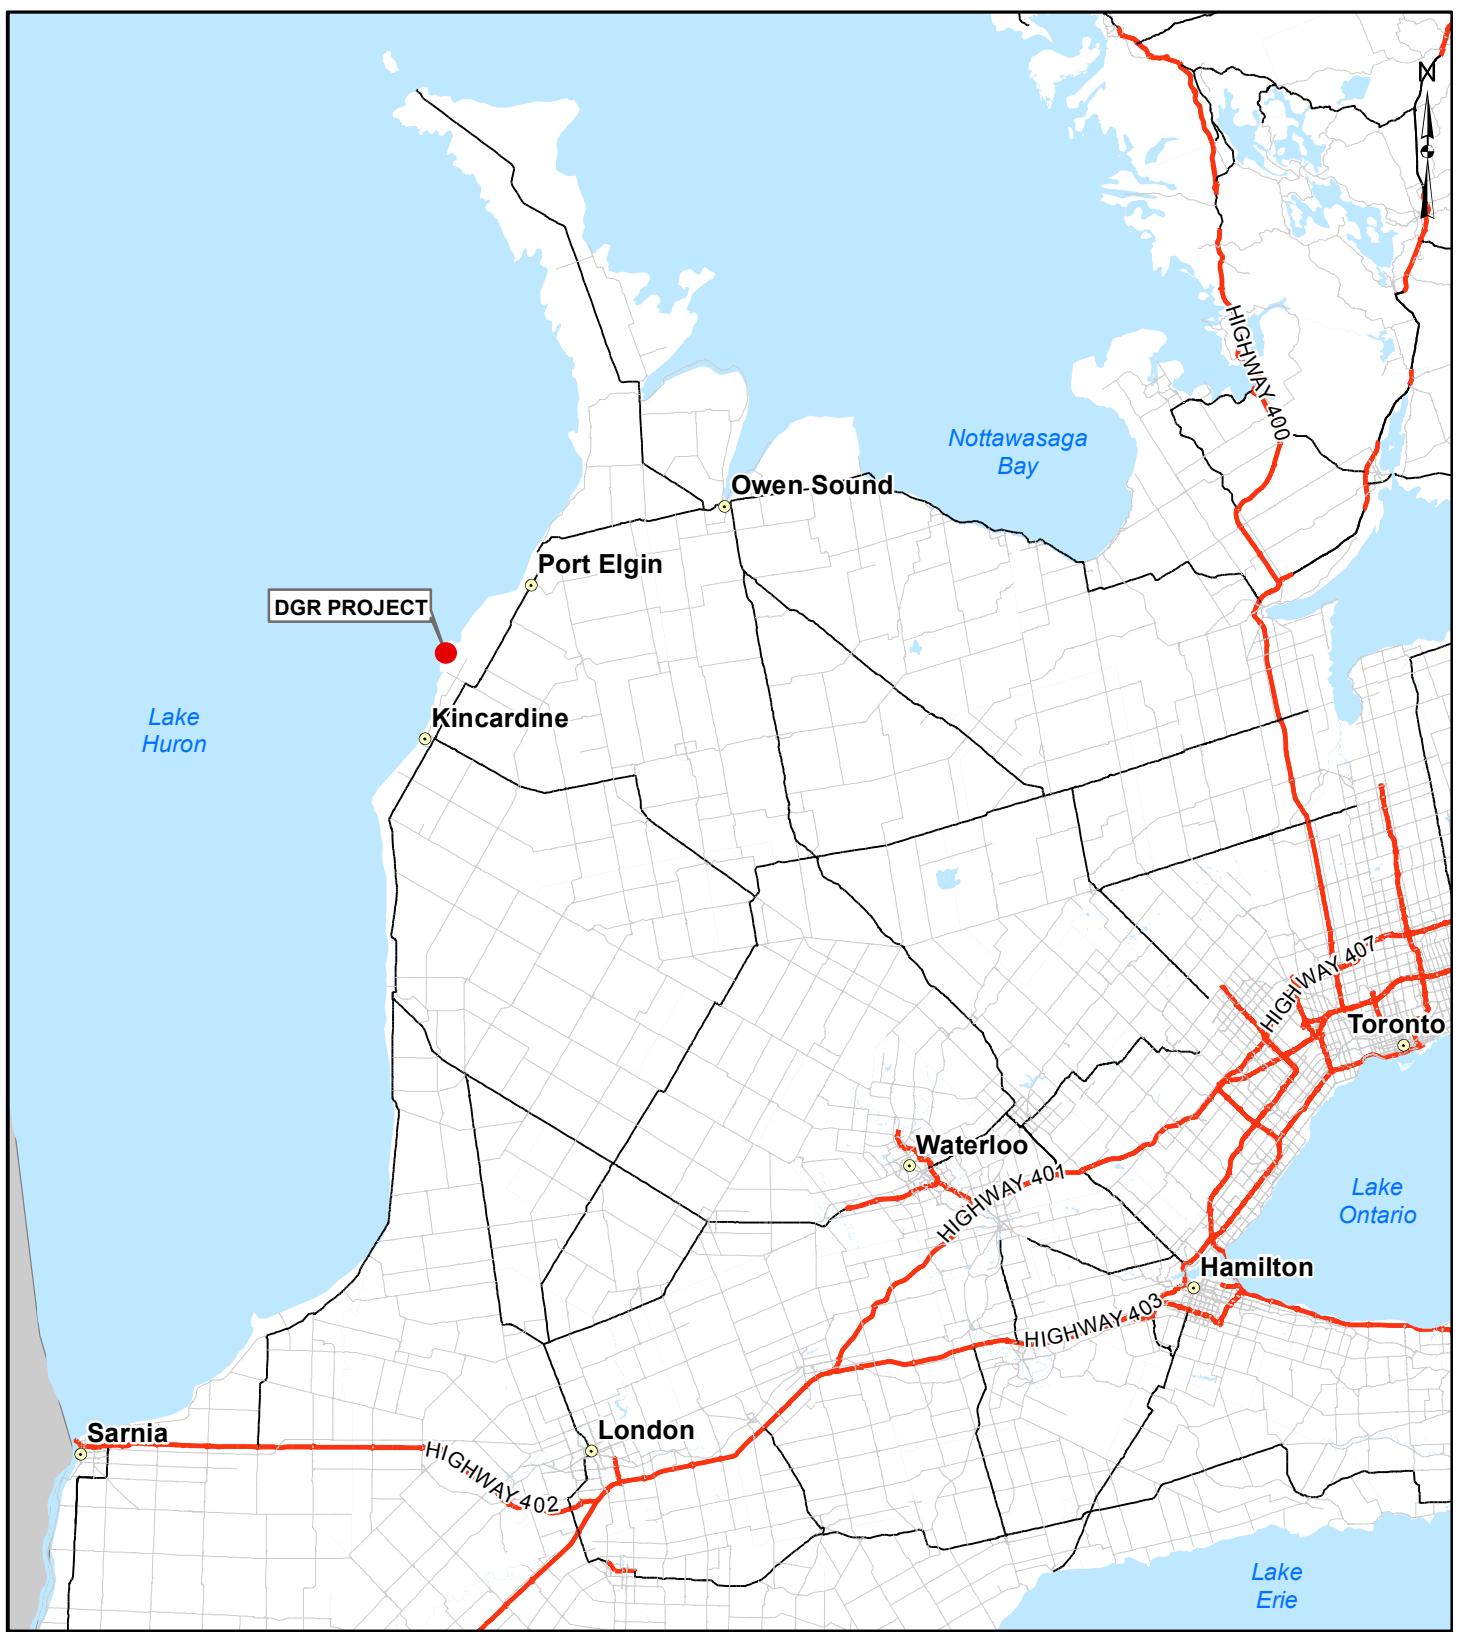 N
HIGHWAY 400
Nottawasaga
Bay
Owen Sound
Port Elgin
DGR PROJECT
Lake
Huron
Kincardine
HIGHWAY 407
Toronto
Waterloo
HIGHWAY 401
Lake
Ontario
Hamilton
HIGHWAY 403
Sarnia
London
HIGHWAY 402
Lake
Erie